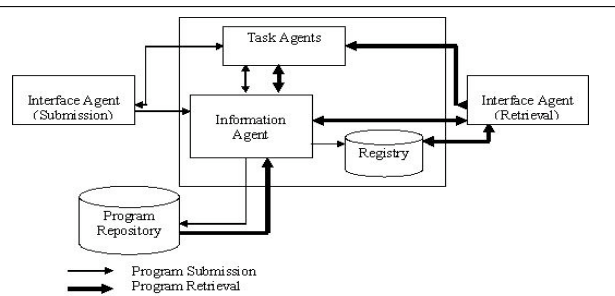 Task Agents
Interface Agent
(Submission)
Information
Agent
Interface Agent
(Retrieval)
Registry
Program
Repository
Program Submission
Program Retrieval